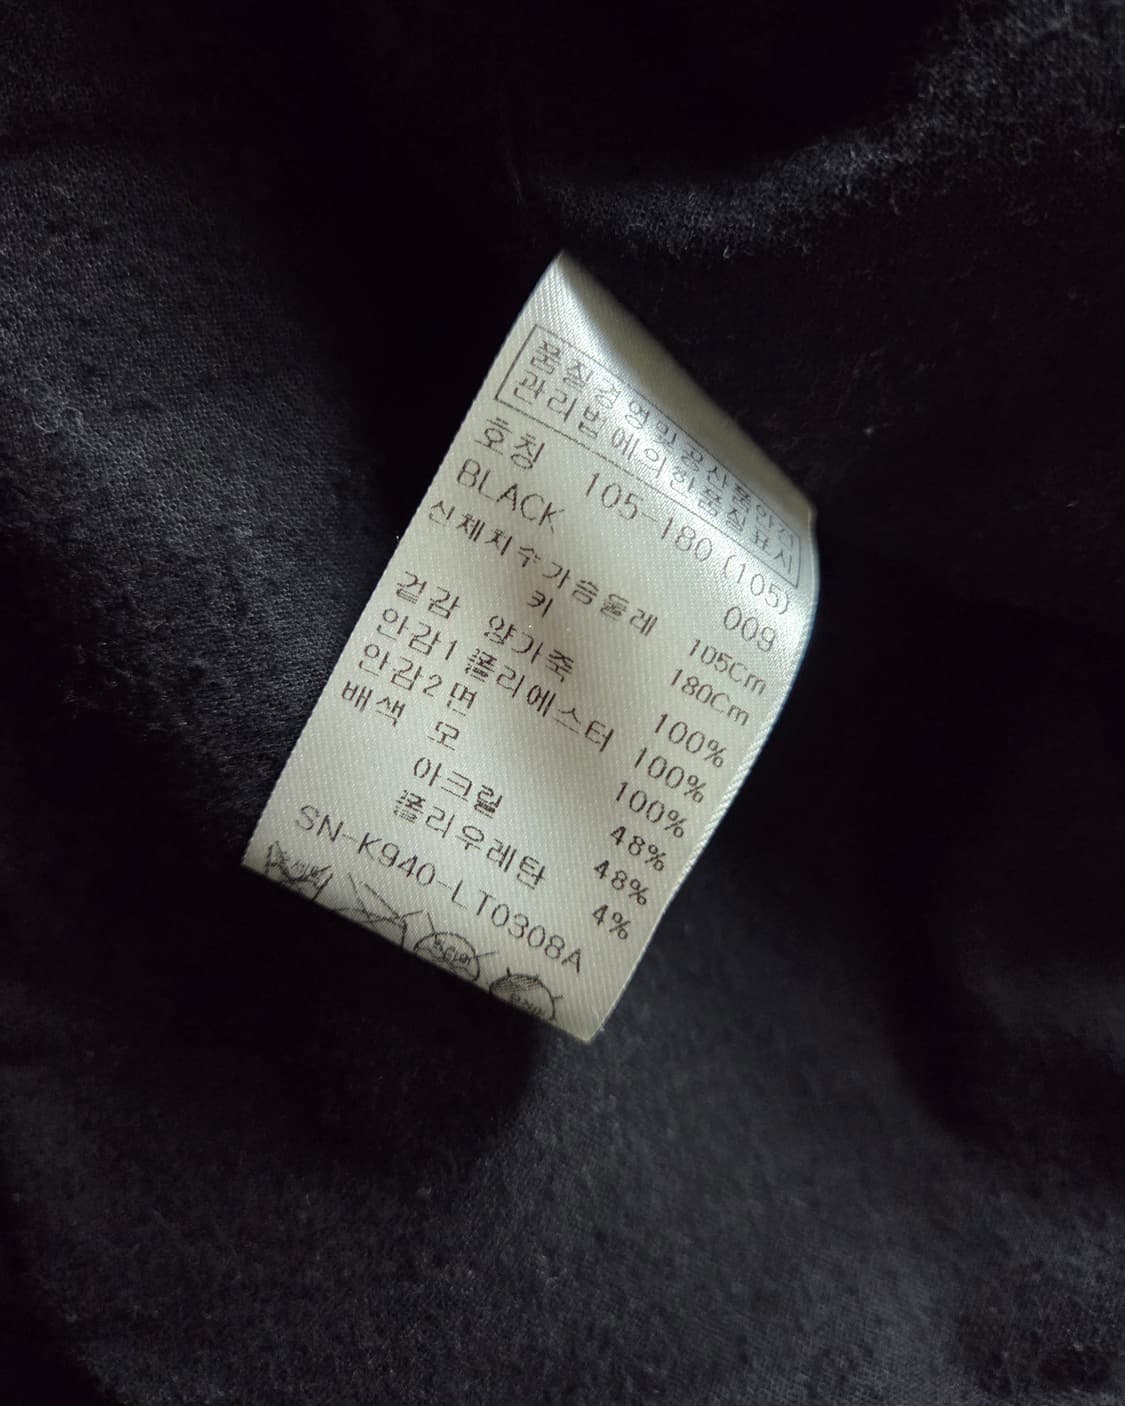 품질경영및공산품안전
관리법에의한품질표시
호칭 105-180 (105)
BLACK 009
신체치수가슴둘레 105Cm
키 180Cm
겉감 양가죽 100%
안감1 폴리에스터 100%
안감2 면 100%
배색 모 48%
아크릴 48%
폴리우레탄 4%
SN-K940-LT0308A